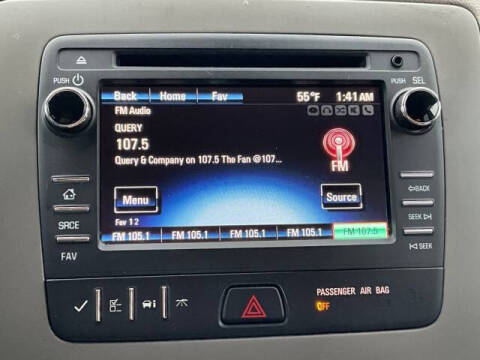 PUSH
PUSH SEL
Back Home Fav 55°F 1:41 AM
FM Audio
QUERY
107.5
Query & Company on 107.5 The Fan @107...
FM
Menu
Source
Fav 1 2
FM 105.1 FM 105.1 FM 105.1 FM 105.1 FM 107.5
SRCE
FAV
BACK
SEEK
SEEK
PASSENGER AIR BAG
OFF